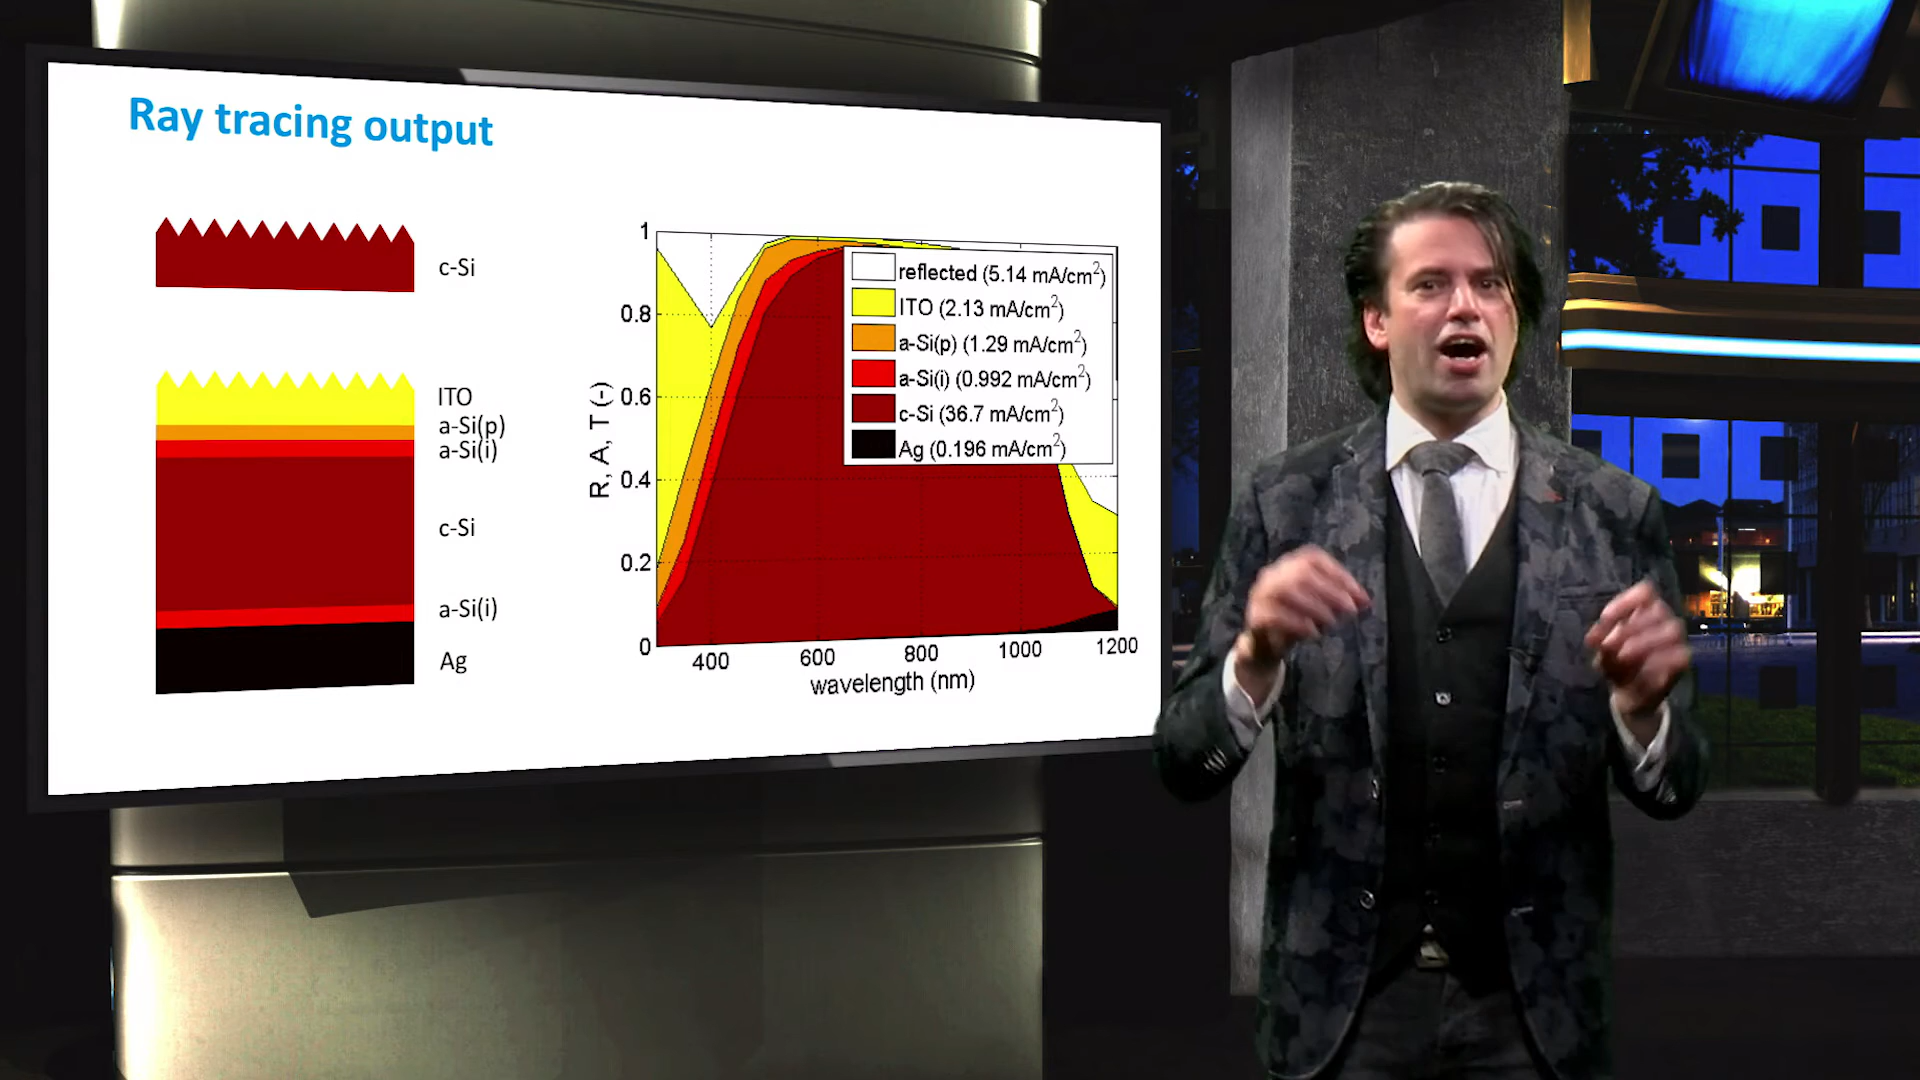 Ray tracing output
c-Si
ITO
a-Si(p)
a-Si(i)
c-Si
a-Si(i)
Ag
R, A, T (-)
1
0.8
0.6
0.4
0.2
0
400
600
800
1000
1200
wavelength (nm)
reflected (5.14 mA/cm²)
ITO (2.13 mA/cm²)
a-Si(p) (1.29 mA/cm²)
a-Si(i) (0.992 mA/cm²)
c-Si (36.7 mA/cm²)
Ag (0.196 mA/cm²)